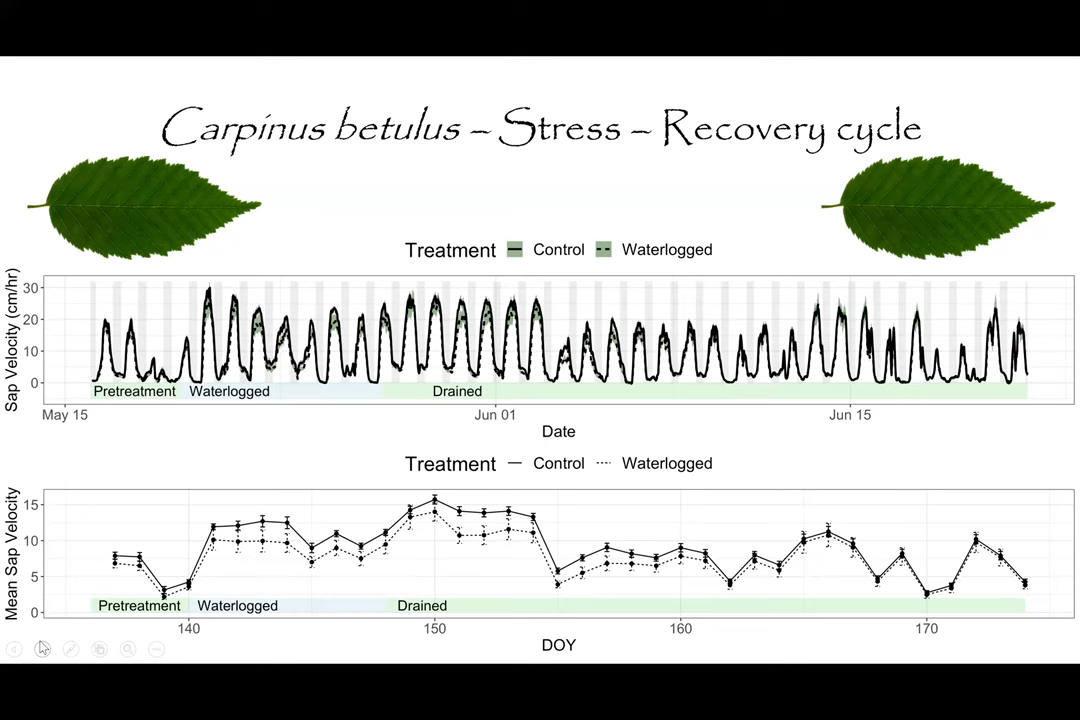 Carpinus betulus – Stress – Recovery cycle
Treatment Control Waterlogged
Sap Velocity (cm/hr)
30
20
10
0
Pretreatment Waterlogged Drained
May 15 Jun 01 Jun 15
Date
Treatment Control Waterlogged
Mean Sap Velocity
15
10
5
0
Pretreatment Waterlogged Drained
140 150 160 170
DOY